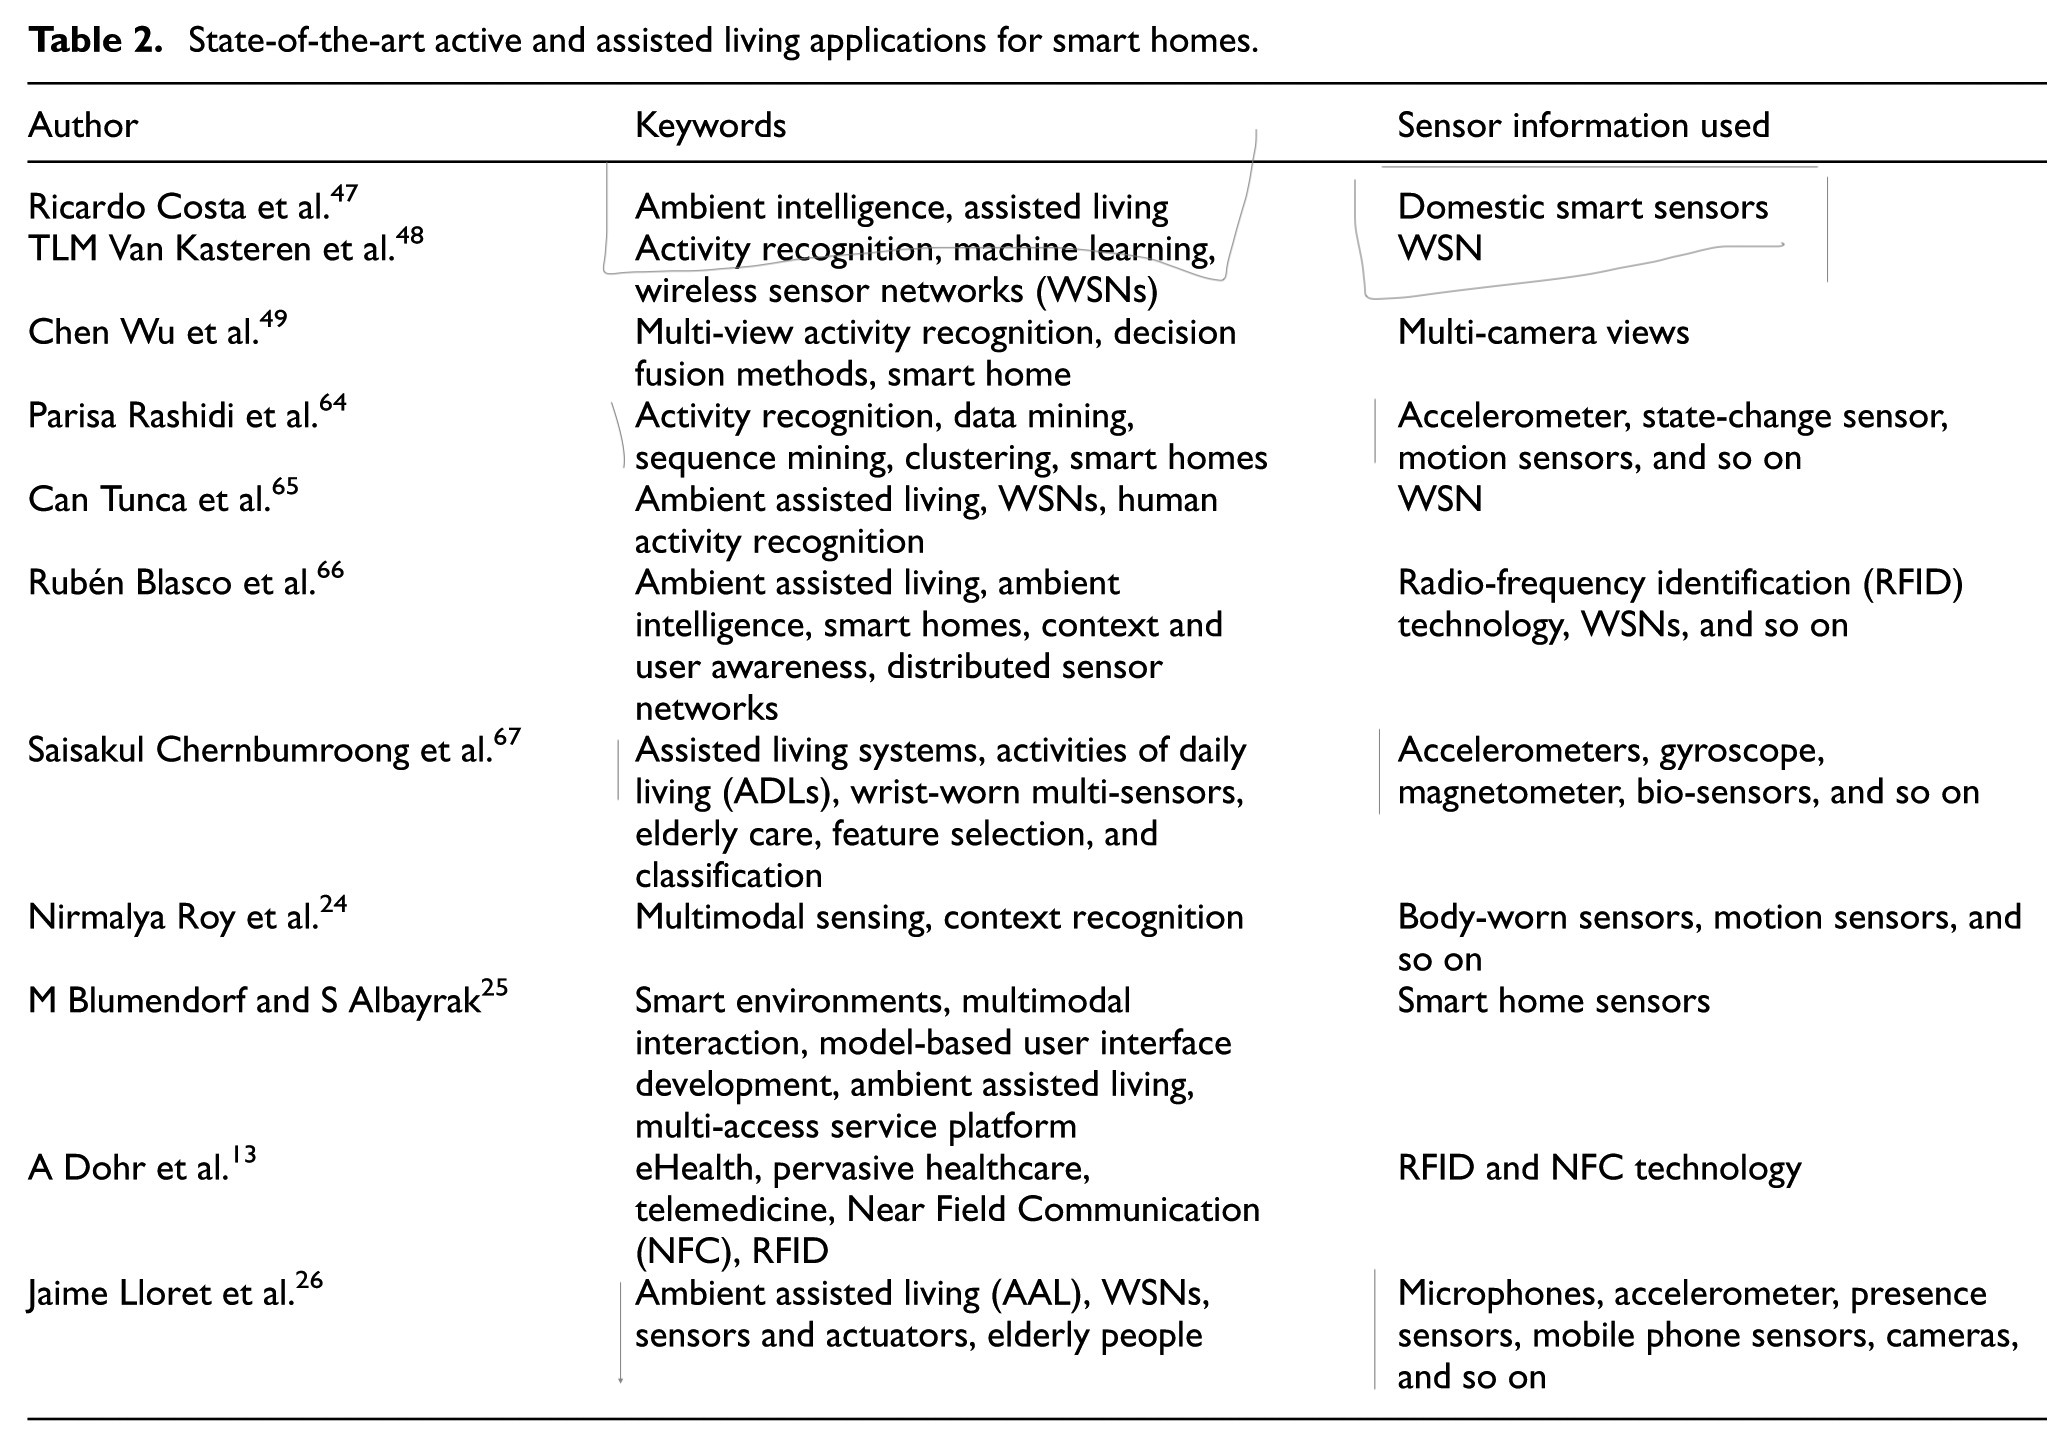 Table 2. State-of-the-art active and assisted living applications for smart homes.
Author Keywords Sensor information used
Ricardo Costa et al.47 Ambient intelligence, assisted living Domestic smart sensors
TLM Van Kasteren et al.48 Activity recognition, machine learning, WSN
wireless sensor networks (WSNs)
Chen Wu et al.49 Multi-view activity recognition, decision Multi-camera views
fusion methods, smart home
Parisa Rashidi et al.64 Activity recognition, data mining, Accelerometer, state-change sensor,
sequence mining, clustering, smart homes motion sensors, and so on
Can Tunca et al.65 Ambient assisted living, WSNs, human WSN
activity recognition
Rubén Blasco et al.66 Ambient assisted living, ambient Radio-frequency identification (RFID)
intelligence, smart homes, context and technology, WSNs, and so on
user awareness, distributed sensor
networks
Saisakul Chernbumroong et al.67 Assisted living systems, activities of daily Accelerometers, gyroscope,
living (ADLs), wrist-worn multi-sensors, magnetometer, bio-sensors, and so on
elderly care, feature selection, and
classification
Nirmalya Roy et al.24 Multimodal sensing, context recognition Body-worn sensors, motion sensors, and
so on
M Blumendorf and S Albayrak25 Smart environments, multimodal Smart home sensors
interaction, model-based user interface
development, ambient assisted living,
multi-access service platform
A Dohr et al.13 eHealth, pervasive healthcare, RFID and NFC technology
telemedicine, Near Field Communication
(NFC), RFID
Jaime Lloret et al.26 Ambient assisted living (AAL), WSNs, Microphones, accelerometer, presence
sensors and actuators, elderly people sensors, mobile phone sensors, cameras,
and so on